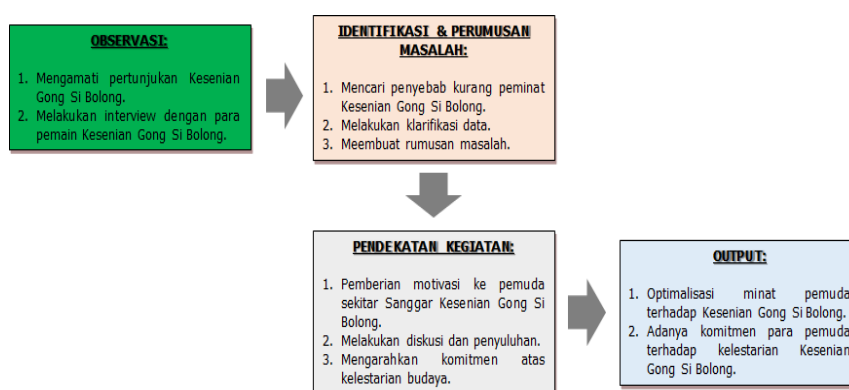 OBSERVASI:
1. Mengamati pertunjukan Kesenian
Gong Si Bolong.
2. Melakukan interview dengan para
pemain Kesenian Gong Si Bolong.
IDENTIFIKASI & PERUMUSAN
MASALAH:
1. Mencari penyebab kurang peminat
Kesenian Gong Si Bolong.
2. Melakukan klarifikasi data.
3. Meembuat rumusan masalah.
PENDEKATAN KEGIATAN:
1. Pemberian motivasi ke pemuda
sekitar Sanggar Kesenian Gong Si
Bolong.
2. Melakukan diskusi dan penyuluhan.
3. Mengarahkan komitmen atas
kelestarian budaya.
OUTPUT:
1. Optimalisasi minat pemuda
terhadap Kesenian Gong Si Bolong.
2. Adanya komitmen para pemuda
terhadap kelestarian Kesenian
Gong Si Bolong.